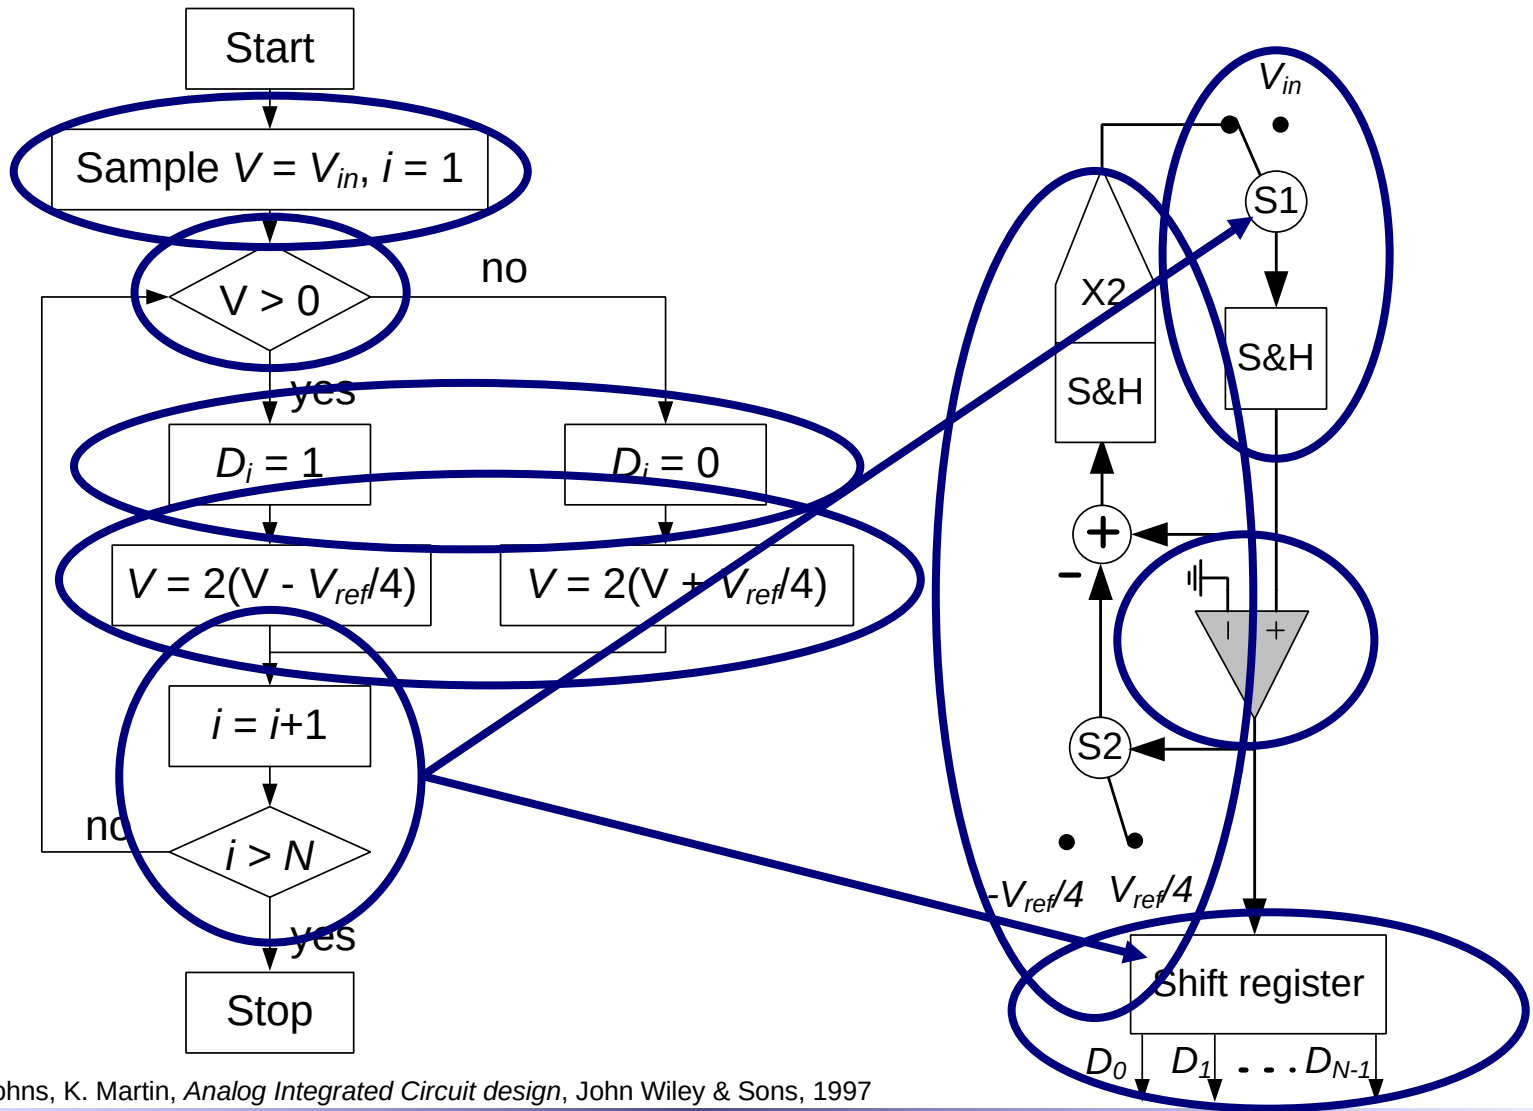 Start
Sample V = Vin, i = 1
V > 0
no
yes
Di = 1
Di = 0
V = 2(V - Vref/4)
V = 2(V + Vref/4)
i = i+1
no
i > N
yes
Stop
Vin
S1
X2
S&H
S&H
+
-
- +
S2
-Vref/4 Vref/4
Shift register
D0 D1 - - - DN-1
ohns, K. Martin, Analog Integrated Circuit design, John Wiley & Sons, 1997